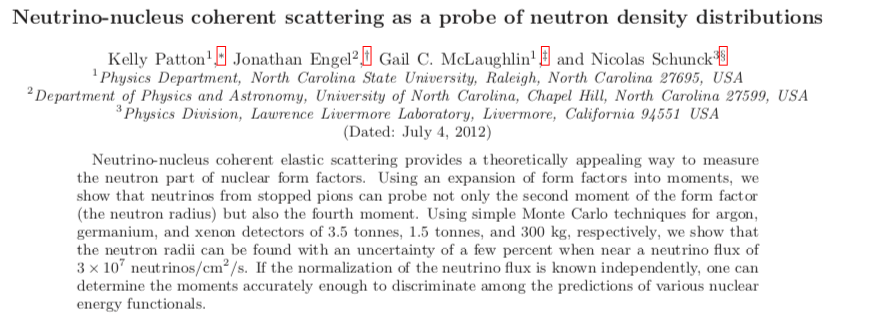 Neutrino-nucleus coherent scattering as a probe of neutron density distributions
Kelly Patton¹,* Jonathan Engel²,† Gail C. McLaughlin¹,‡ and Nicolas Schunck³§
¹Physics Department, North Carolina State University, Raleigh, North Carolina 27695, USA
²Department of Physics and Astronomy, University of North Carolina, Chapel Hill, North Carolina 27599, USA
³Physics Division, Lawrence Livermore Laboratory, Livermore, California 94551 USA
(Dated: July 4, 2012)
Neutrino-nucleus coherent elastic scattering provides a theoretically appealing way to measure
the neutron part of nuclear form factors. Using an expansion of form factors into moments, we
show that neutrinos from stopped pions can probe not only the second moment of the form factor
(the neutron radius) but also the fourth moment. Using simple Monte Carlo techniques for argon,
germanium, and xenon detectors of 3.5 tonnes, 1.5 tonnes, and 300 kg, respectively, we show that
the neutron radii can be found with an uncertainty of a few percent when near a neutrino flux of
3 × 10⁷ neutrinos/cm²/s. If the normalization of the neutrino flux is known independently, one can
determine the moments accurately enough to discriminate among the predictions of various nuclear
energy functionals.